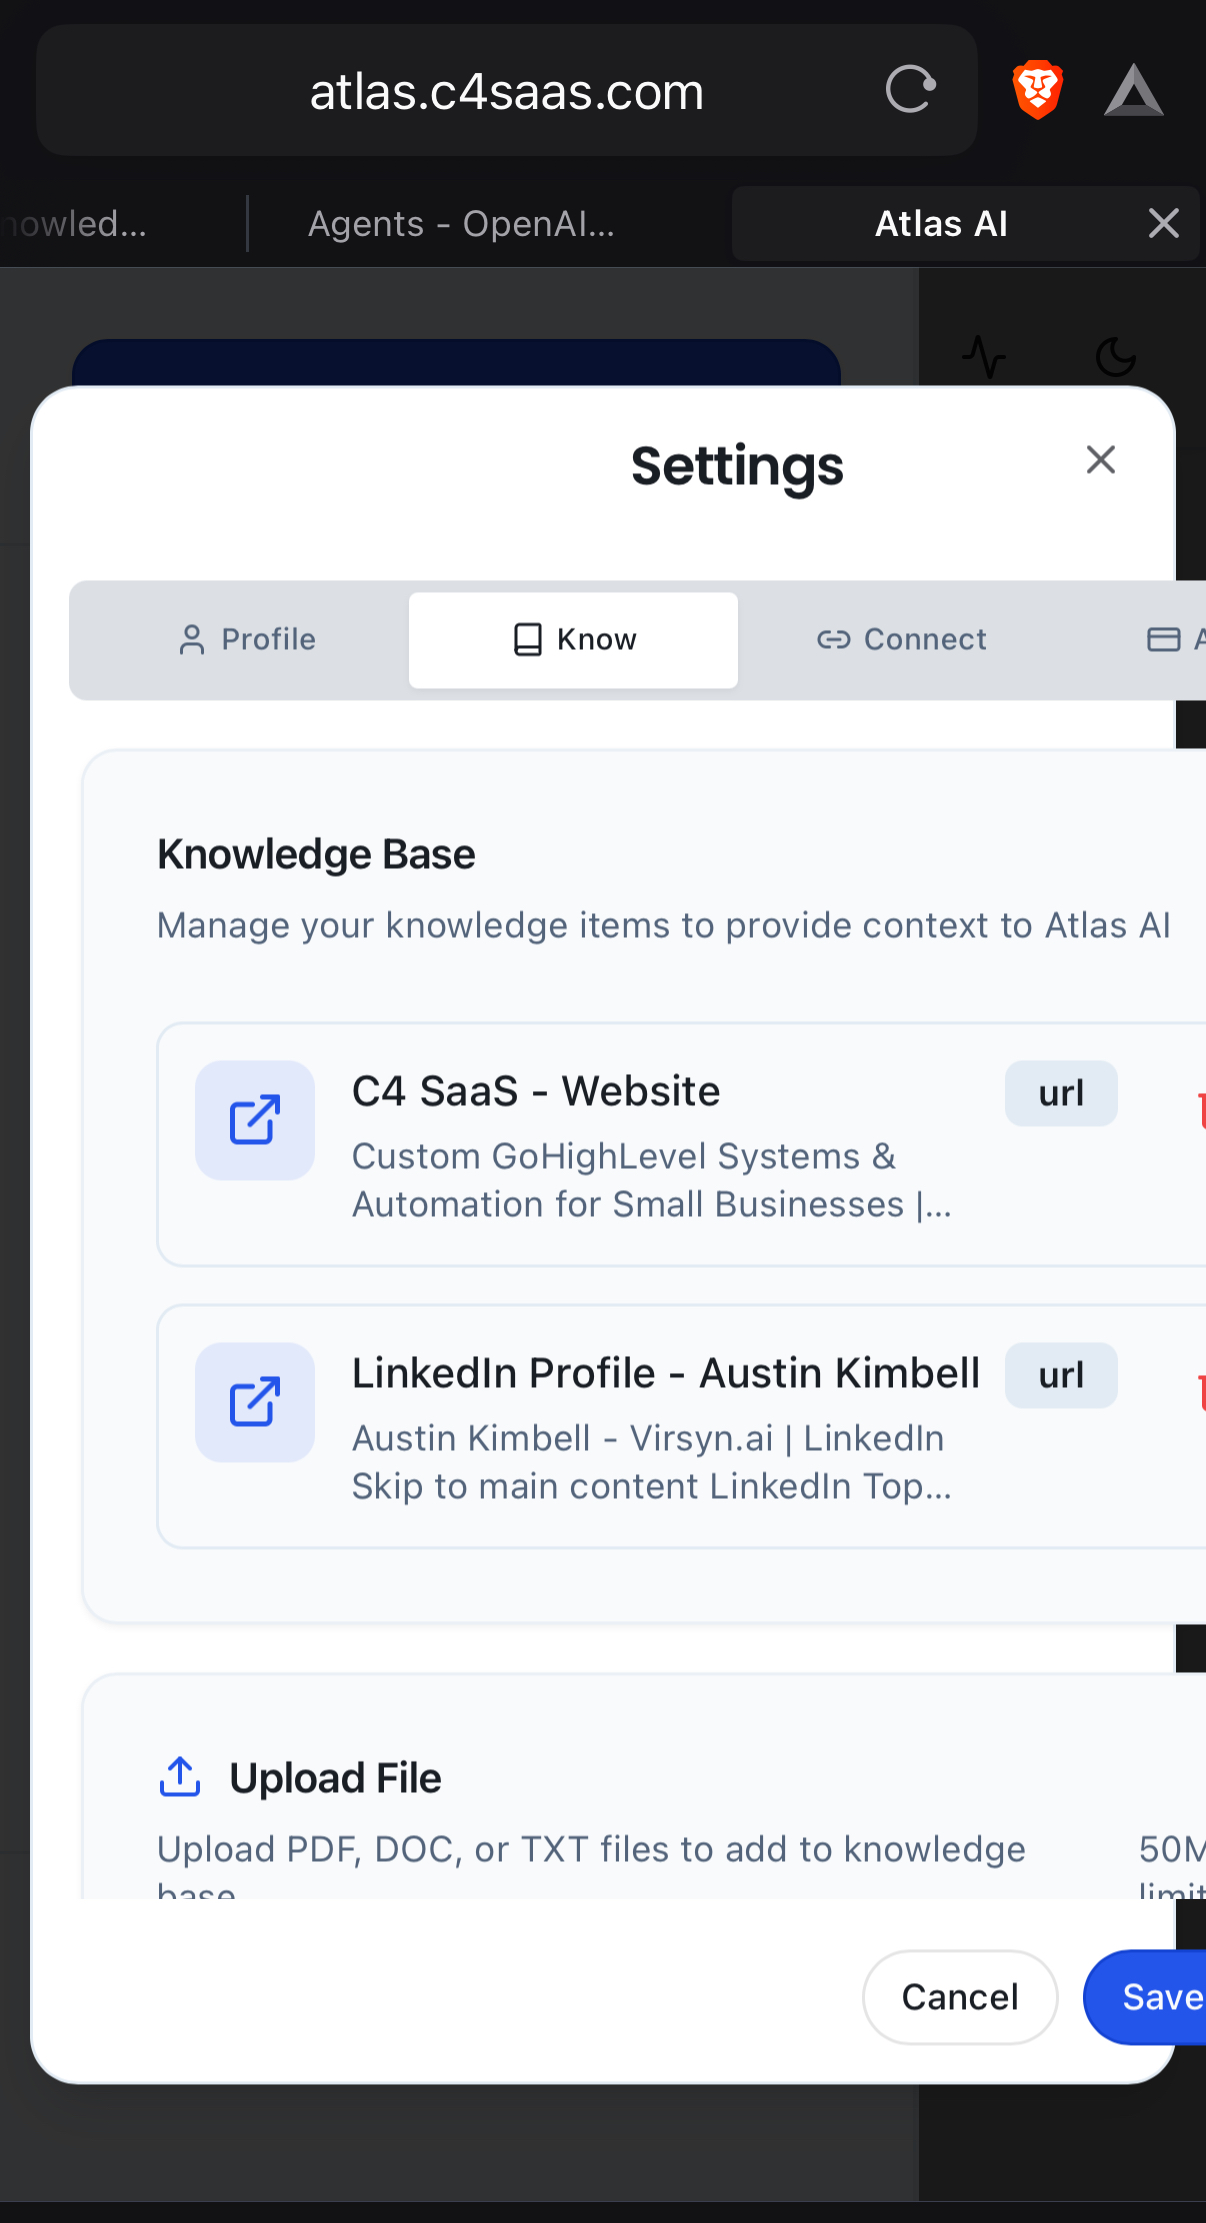 atlas.c4saas.com
nowled...
Agents - OpenAI...
Atlas AI
Settings
Profile
Know
Connect
A
Knowledge Base
Manage your knowledge items to provide context to Atlas AI
C4 SaaS - Website
url
Custom GoHighLevel Systems &
Automation for Small Businesses |...
LinkedIn Profile - Austin Kimbell
url
Austin Kimbell - Virsyn.ai | LinkedIn
Skip to main content LinkedIn Top...
Upload File
Upload PDF, DOC, or TXT files to add to knowledge
base
50M
limit
Cancel
Save